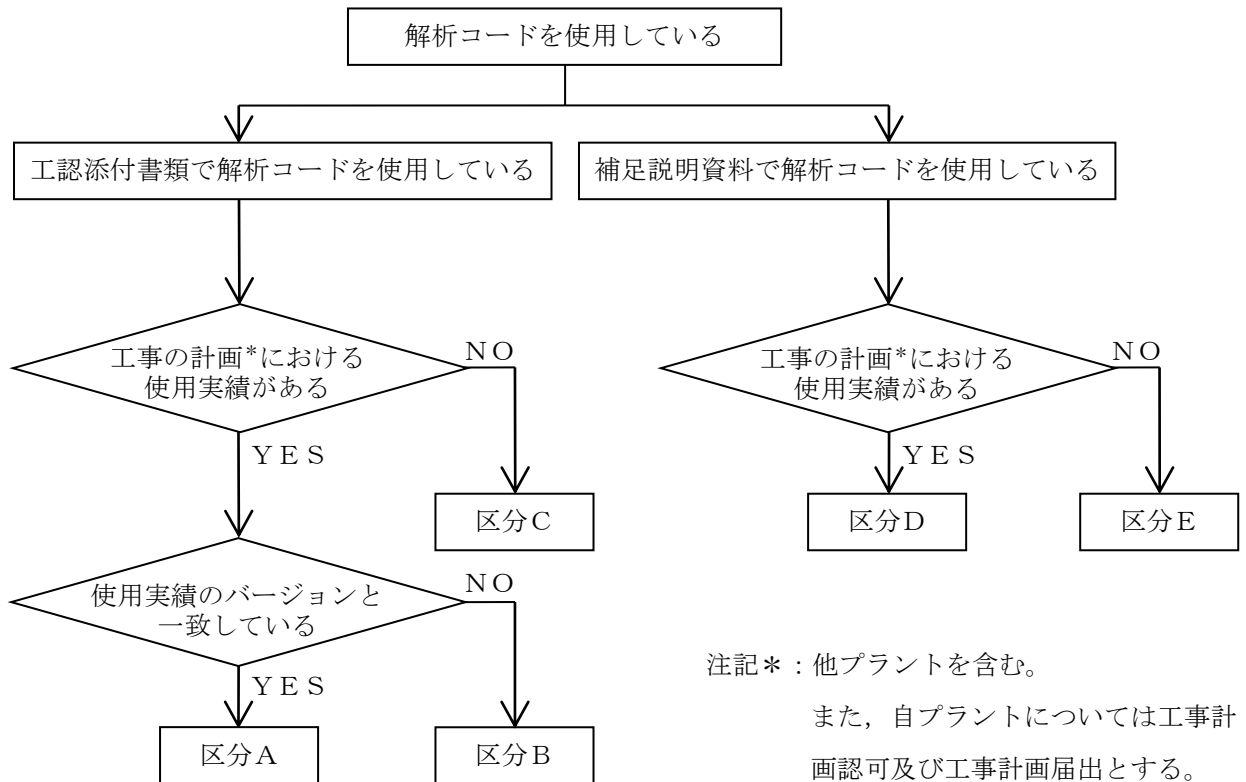 解析コードを使用している
工認添付書類で解析コードを使用している
補足説明資料で解析コードを使用している
工事の計画*における
使用実績がある
NO
YES
区分C
工事の計画*における
使用実績がある
NO
YES
区分D
区分E
使用実績のバージョンと
一致している
NO
YES
区分A
区分B
注記*:他プラントを含む。
また,自プラントについては工事計
画認可及び工事計画届出とする。